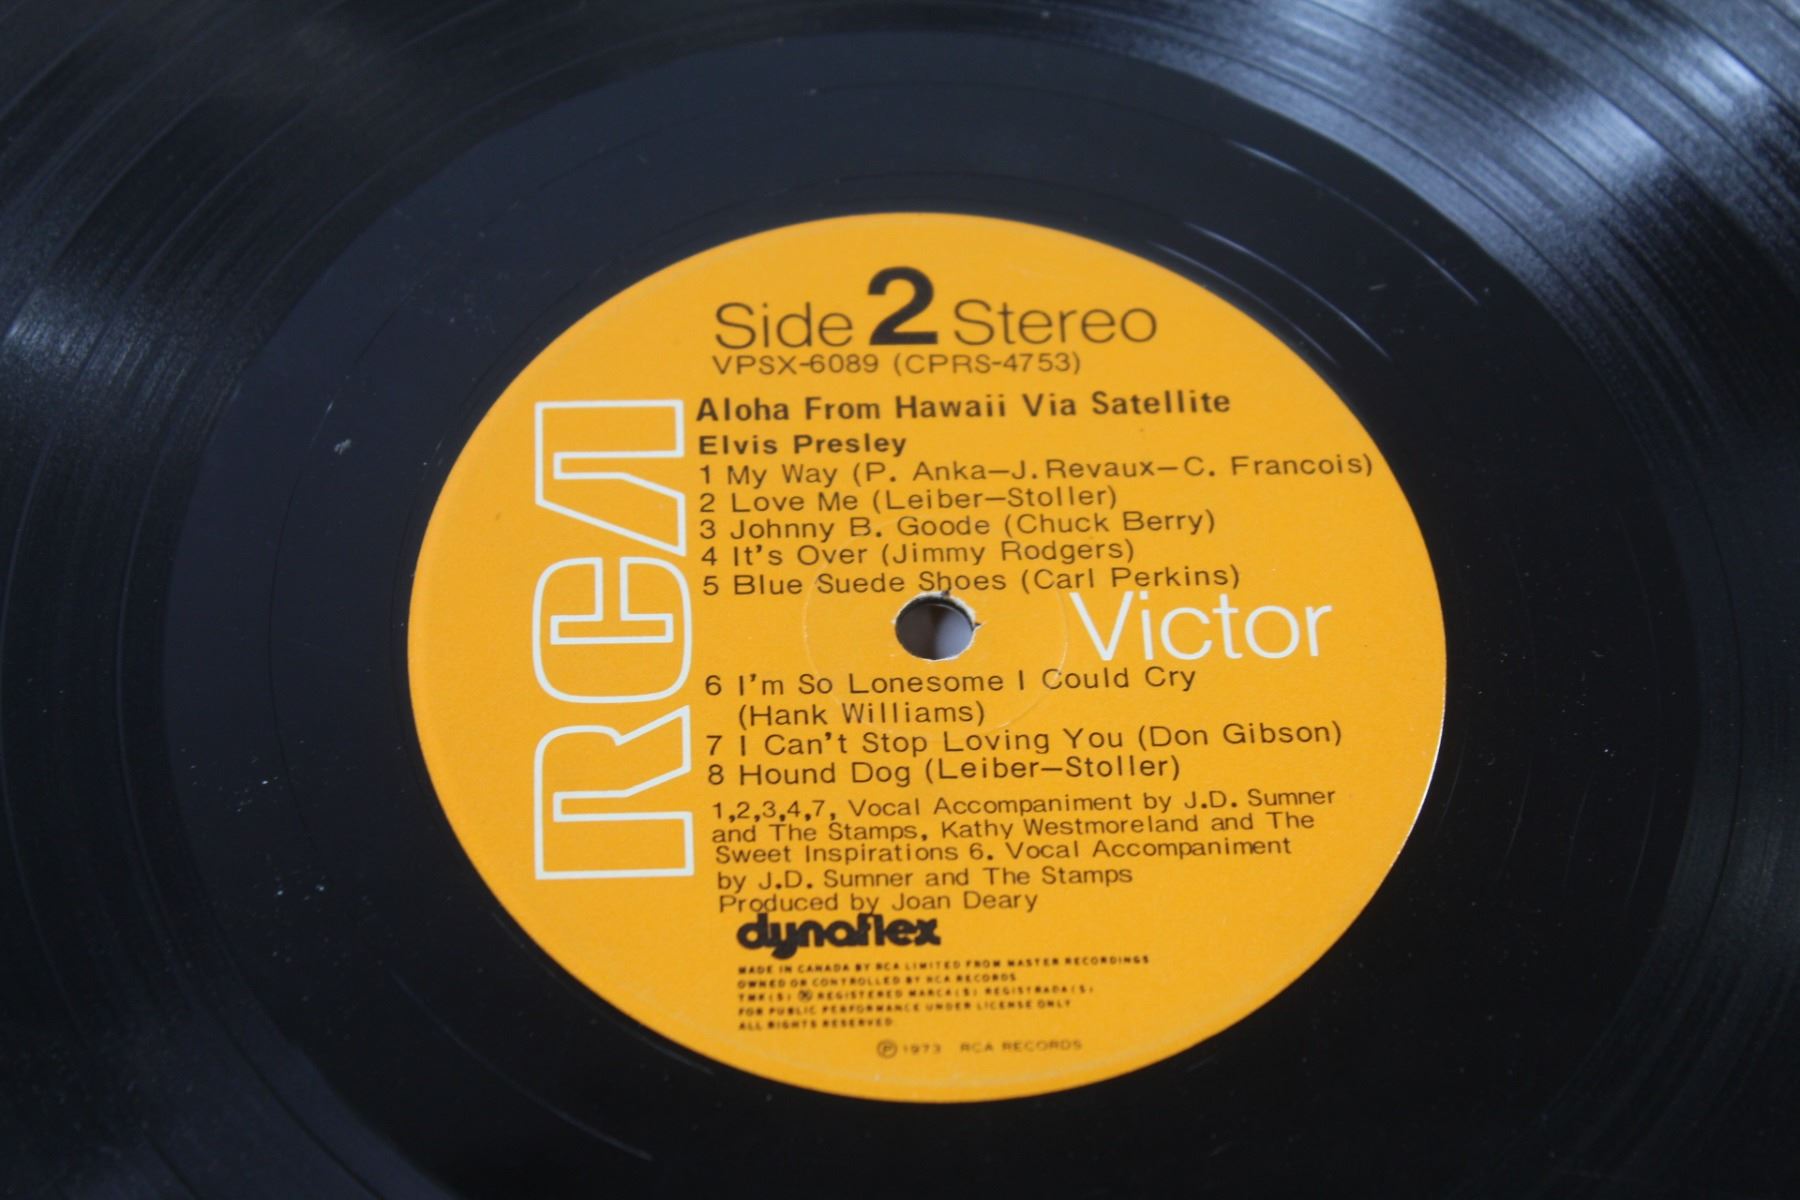 Side 2 Stereo
VPSX-6089 (CPRS-4753)
Aloha From Hawaii Via Satellite
Elvis Presley
1 My Way (P. Anka—J. Revaux—C. Francois)
2 Love Me (Leiber—Stoller)
3 Johnny B. Goode (Chuck Berry)
4 It's Over (Jimmy Rodgers)
5 Blue Suede Shoes (Carl Perkins)
RCA
Victor
6 I'm So Lonesome I Could Cry
(Hank Williams)
7 I Can't Stop Loving You (Don Gibson)
8 Hound Dog (Leiber—Stoller)
1,2,3,4,7, Vocal Accompaniment by J.D. Sumner
and The Stamps, Kathy Westmoreland and The
Sweet Inspirations 6. Vocal Accompaniment
by J.D. Sumner and The Stamps
Produced by Joan Deary
dynaflex
MADE IN CANADA BY RCA LIMITED FROM MASTER RECORDINGS
OWNED OR CONTROLLED BY RCA RECORDS
TMK(S) ® REGISTERED MARCA(S) REGISTRADA(S)
FOR PUBLIC PERFORMANCE UNDER LICENSE ONLY
ALL RIGHTS RESERVED
℗ 1973 RCA RECORDS